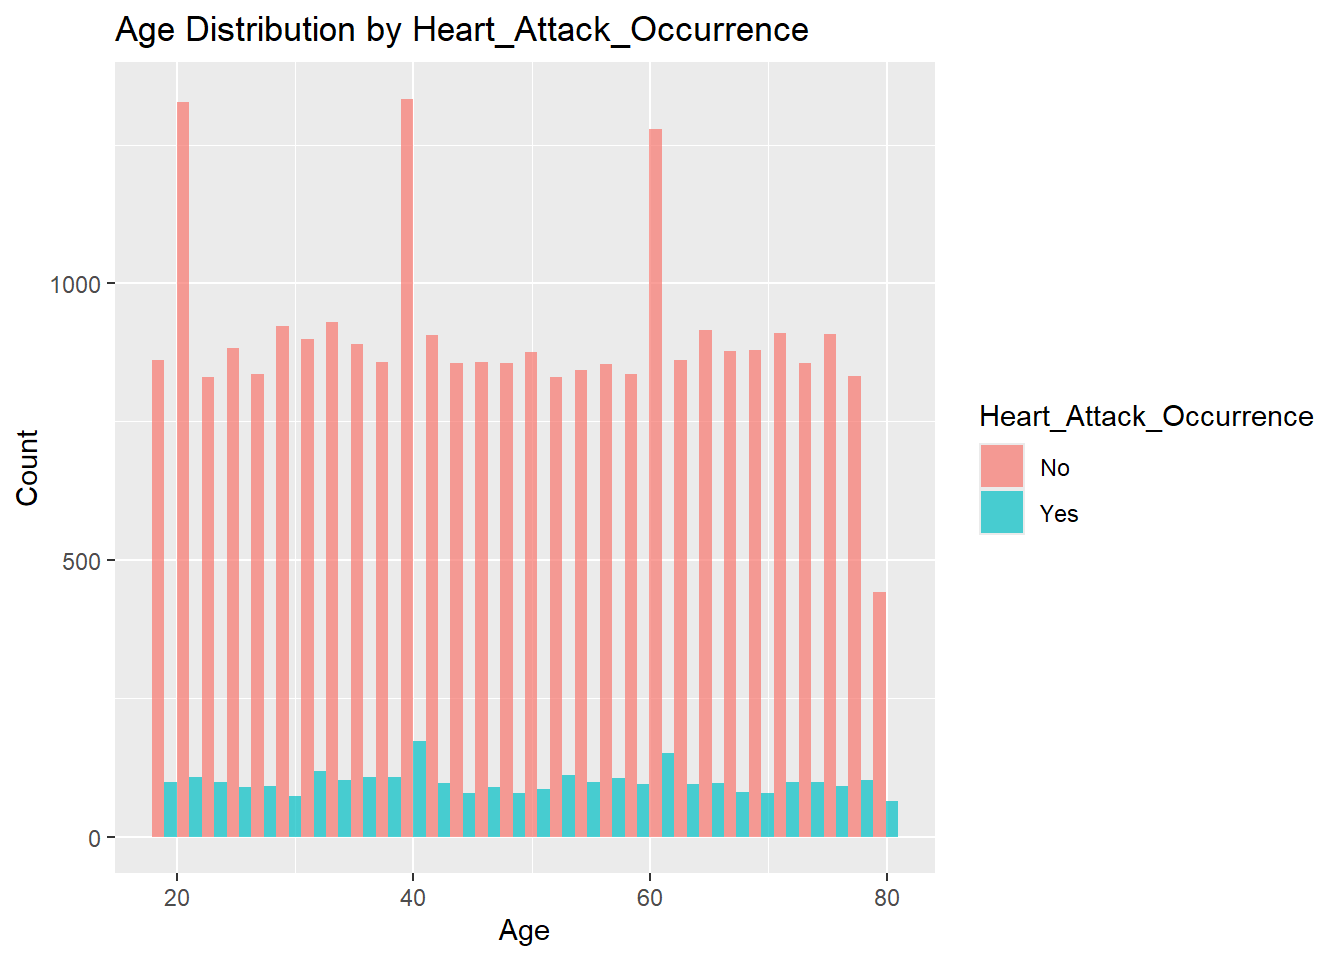 Age Distribution by Heart_Attack_Occurrence
1000
500
0
Count
20 40 60 80
Age
Heart_Attack_Occurrence
No
Yes